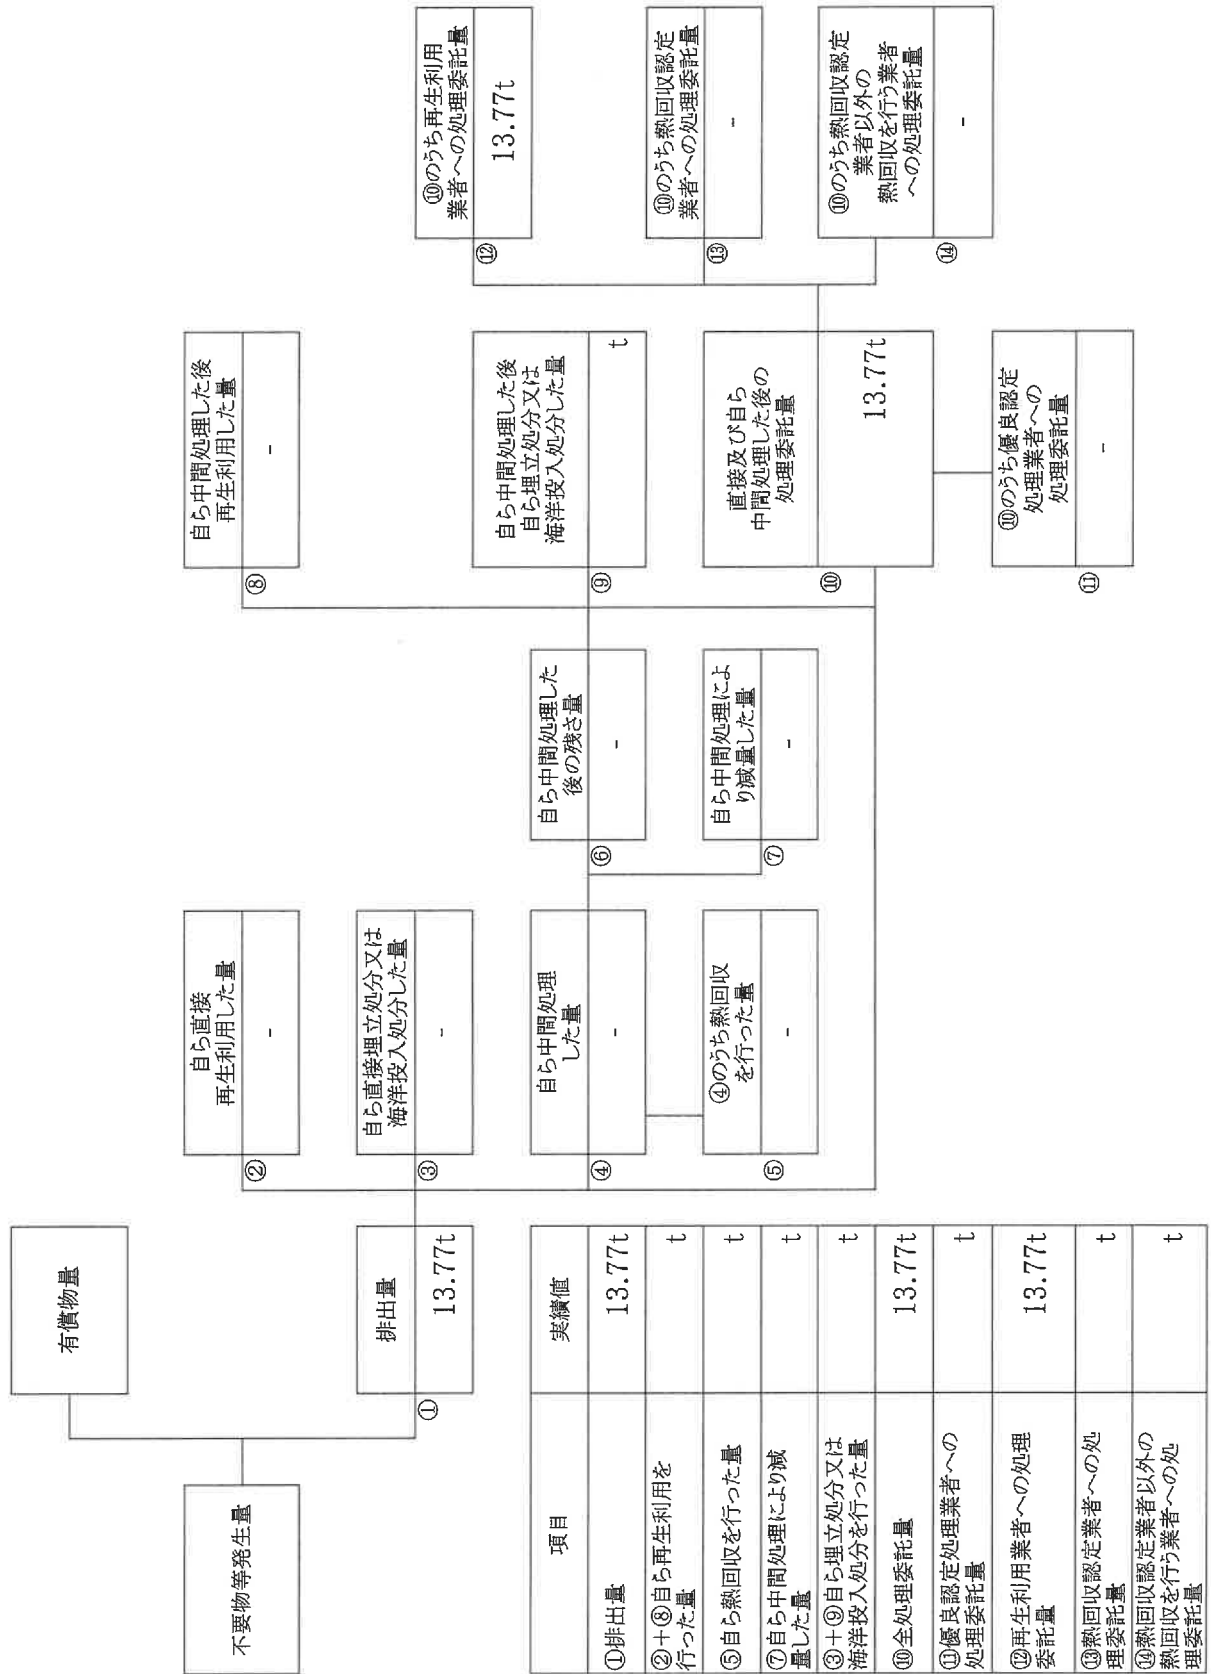 不要物等発生量
有償物量
排出量
①
13.77t
自ら直接
再生利用した量
②
-
自ら直接埋立処分又は
海洋投入処分した量
③
-
自ら中間処理
した量
④
-
④のうち熱回収
を行った量
⑤
-
自ら中間処理した
後の残さ量
⑥
-
自ら中間処理によ
り減量した量
⑦
-
自ら中間処理した後
再生利用した量
⑧
-
自ら中間処理した後
自ら埋立処分又は
海洋投入処分した量
⑨
t
直接及び自ら
中間処理した後の
処理委託量
⑩
13.77t
⑩のうち優良認定
処理業者への
処理委託量
⑪
-
⑩のうち再生利用
業者への処理委託量
⑫
13.77t
⑩のうち熱回収認定
業者への処理委託量
⑬
-
⑩のうち熱回収認定
業者以外の
熱回収を行う業者
への処理委託量
⑭
-
項目 実績値
①排出量 13.77t
②+⑧自ら再生利用を
行った量 t
⑤自ら熱回収を行った量 t
⑦自ら中間処理により減
量した量 t
③+⑨自ら埋立処分又は
海洋投入処分を行った量 t
⑩全処理委託量 13.77t
⑪優良認定処理業者への
処理委託量 t
⑫再生利用業者への処理
委託量 13.77t
⑬熱回収認定業者への処
理委託量 t
⑭熱回収認定業者以外の
熱回収を行う業者への処
理委託量 t